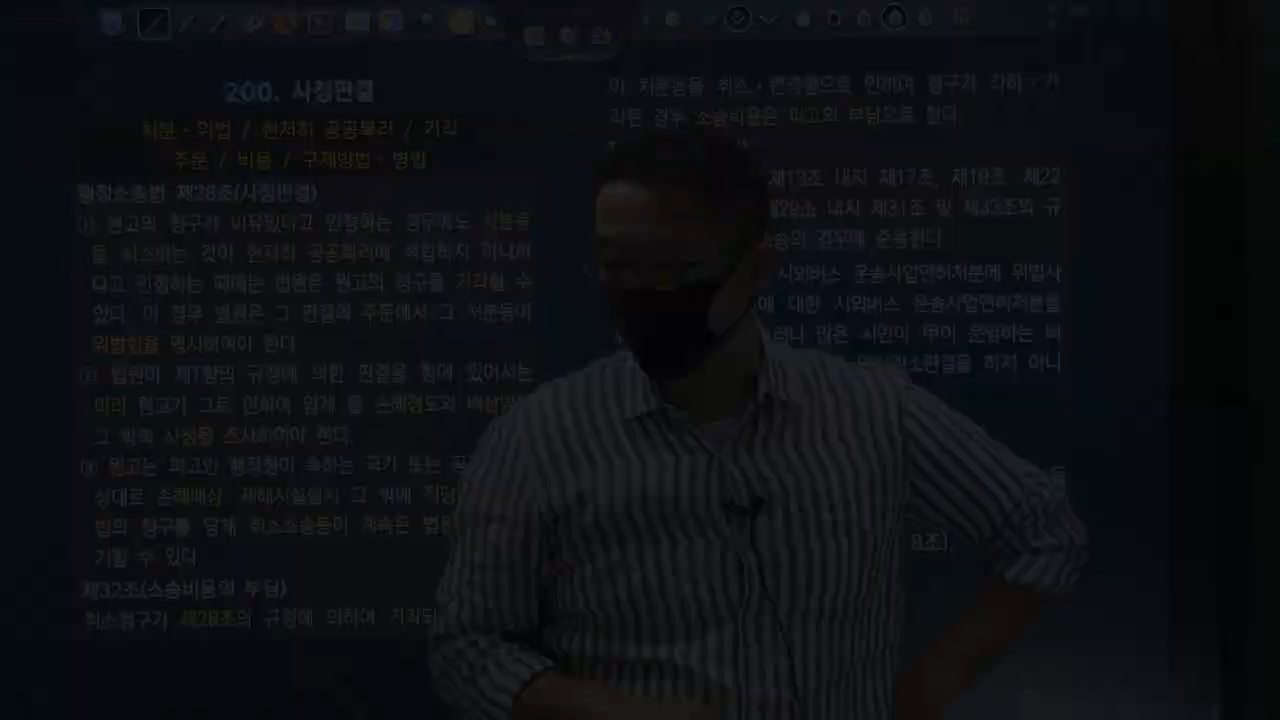 200. 사정판결
처분·위법 / 현저히 공공복리 / 기각
주문 / 비용 / 구제방법·병합
행정소송법 제28조(사정판결)
① 원고의 청구가 이유있다고 인정하는 경우에도 처분등
을 취소하는 것이 현저히 공공복리에 적합하지 아니하
다고 인정하는 때에는 법원은 원고의 청구를 기각할 수
있다. 이 경우 법원은 그 판결의 주문에서 그 처분등이
위법함을 명시하여야 한다.
② 법원이 제1항의 규정에 의한 판결을 함에 있어서는
미리 원고가 그로 인하여 입게 될 손해의 정도와 배상방
그 밖의 사정을 조사하여야 한다.
③ 원고는 피고인 행정청이 속하는 국가 또는
상대로 손해배상, 제해시설의 설치 그 밖에 적당
법의 청구를 당해 취소소송등이 계속된 법원
기할 수 있다.
제32조(소송비용의 부담)
취소청구가 제28조의 규정에 의하여 기각되
이 처분등을 취소·변경함으로 인하여 청구가 각하·기
각된 경우 소송비용은 피고의 부담으로 한다.
제13조 내지 제17조, 제19조 제22
내지 제31조 및 제43조의 규
경우에 준용한다.
시외버스 운송사업면허처분에 위법사
에 대한 시외버스 운송사업면허처분을
많은 시민이 甲이 운영하는 버
하지 아니
8조).